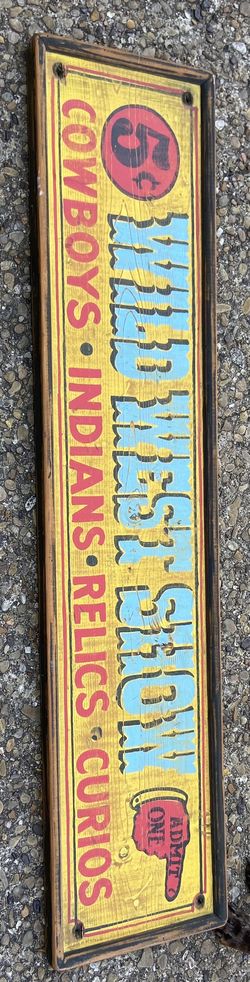 5¢
WILD WEST SHOW
ADMIT
ONE
COWBOYS • INDIANS • RELICS • CURIOS